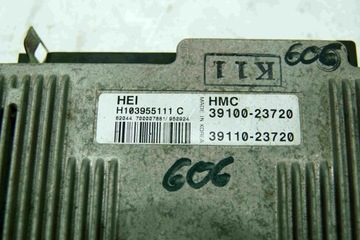 606
K11
HEI
H103955111 C
HMC
39100-23720
MADE IN KOREA
39110-23720
606